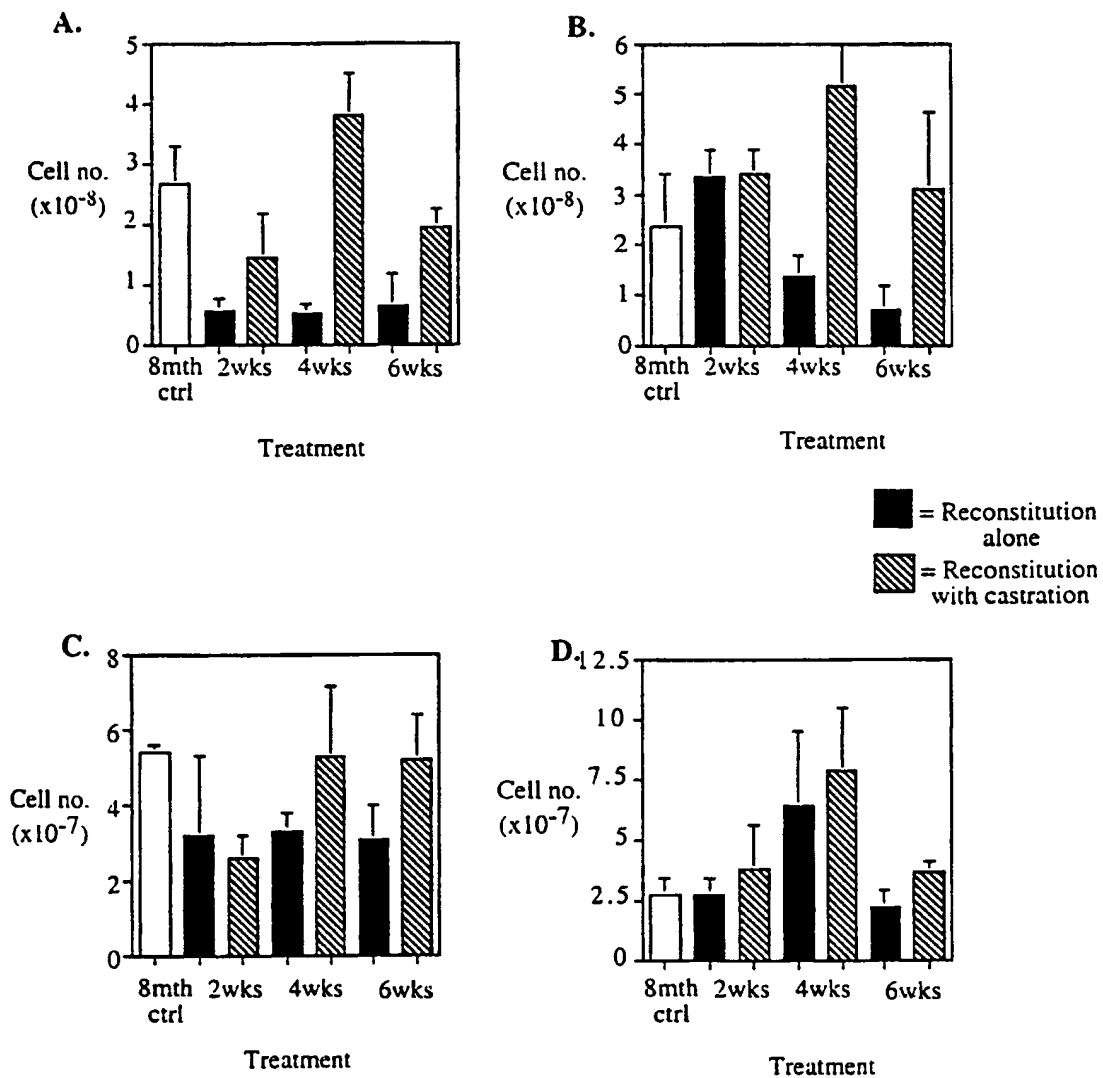 A.
5
4
3
2
1
0
Cell no.
(x10⁻⁸)
8mth 2wks 4wks 6wks
ctrl
Treatment
B.
6
5
4
3
2
1
0
Cell no.
(x10⁻⁸)
8mth 2wks 4wks 6wks
ctrl
Treatment
= Reconstitution
alone
= Reconstitution
with castration
C.
8
6
4
2
0
Cell no.
(x10⁻⁷)
8mth 2wks 4wks 6wks
ctrl
Treatment
D.
12.5
10
7.5
5
2.5
0
Cell no.
(x10⁻⁷)
8mth 2wks 4wks 6wks
ctrl
Treatment